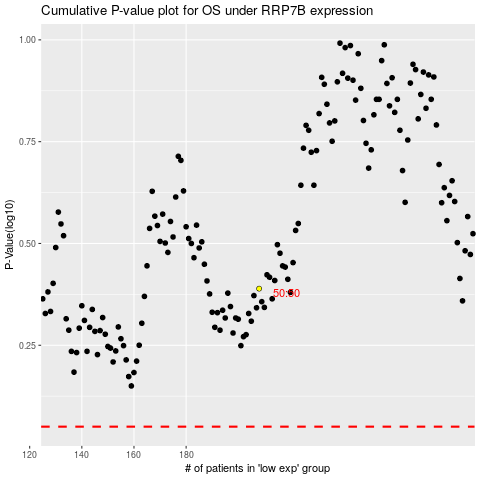 Cumulative P-value plot for OS under RRP7B expression
P-Value(log10)
1.00
0.75
0.50
0.25
50:50
120 140 160 180
# of patients in 'low exp' group